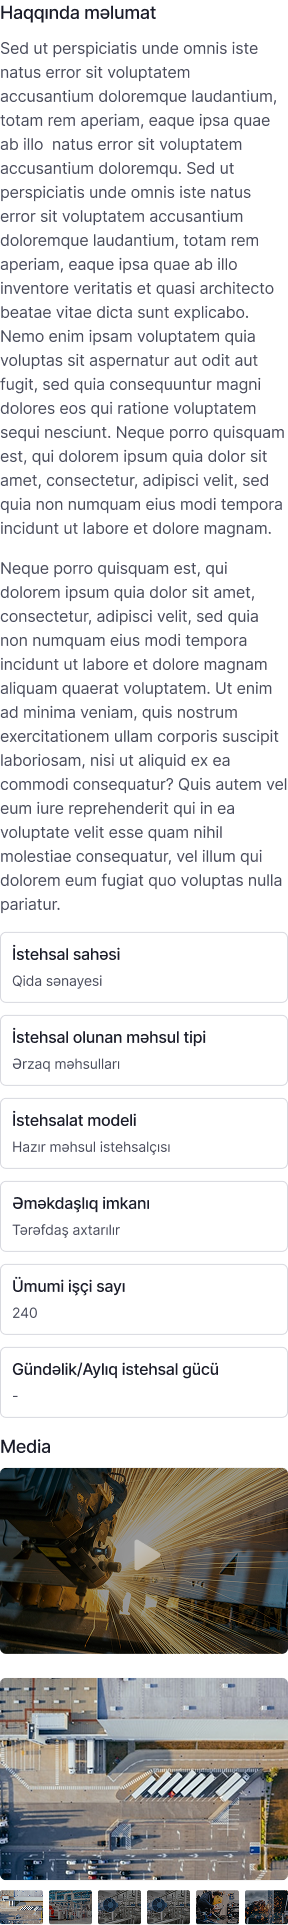 Haqqında məlumat
Sed ut perspiciatis unde omnis iste
natus error sit voluptatem
accusantium doloremque laudantium,
totam rem aperiam, eaque ipsa quae
ab illo  natus error sit voluptatem
accusantium doloremqu. Sed ut
perspiciatis unde omnis iste natus
error sit voluptatem accusantium
doloremque laudantium, totam rem
aperiam, eaque ipsa quae ab illo
inventore veritatis et quasi architecto
beatae vitae dicta sunt explicabo.
Nemo enim ipsam voluptatem quia
voluptas sit aspernatur aut odit aut
fugit, sed quia consequuntur magni
dolores eos qui ratione voluptatem
sequi nesciunt. Neque porro quisquam
est, qui dolorem ipsum quia dolor sit
amet, consectetur, adipisci velit, sed
quia non numquam eius modi tempora
incidunt ut labore et dolore magnam.
Neque porro quisquam est, qui
dolorem ipsum quia dolor sit amet,
consectetur, adipisci velit, sed quia
non numquam eius modi tempora
incidunt ut labore et dolore magnam
aliquam quaerat voluptatem. Ut enim
ad minima veniam, quis nostrum
exercitationem ullam corporis suscipit
laboriosam, nisi ut aliquid ex ea
commodi consequatur? Quis autem vel
eum iure reprehenderit qui in ea
voluptate velit esse quam nihil
molestiae consequatur, vel illum qui
dolorem eum fugiat quo voluptas nulla
pariatur.
İstehsal sahəsi
Qida sənayesi
İstehsal olunan məhsul tipi
Ərzaq məhsulları
İstehsalat modeli
Hazır məhsul istehsalçısı
Əməkdaşlıq imkanı
Tərəfdaş axtarılır
Ümumi işçi sayı
240
Gündəlik/Aylıq istehsal gücü
-
Media